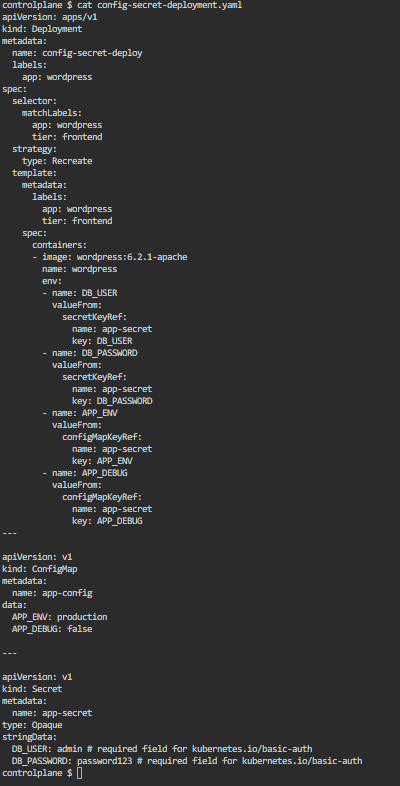 controlplane $ cat config-secret-deployment.yaml
apiVersion: apps/v1
kind: Deployment
metadata:
  name: config-secret-deploy
  labels:
    app: wordpress
spec:
  selector:
    matchLabels:
      app: wordpress
      tier: frontend
  strategy:
    type: Recreate
  template:
    metadata:
      labels:
        app: wordpress
        tier: frontend
    spec:
      containers:
      - image: wordpress:6.2.1-apache
        name: wordpress
        env:
        - name: DB_USER
          valueFrom:
            secretKeyRef:
              name: app-secret
              key: DB_USER
        - name: DB_PASSWORD
          valueFrom:
            secretKeyRef:
              name: app-secret
              key: DB_PASSWORD
        - name: APP_ENV
          valueFrom:
            configMapKeyRef:
              name: app-secret
              key: APP_ENV
        - name: APP_DEBUG
          valueFrom:
            configMapKeyRef:
              name: app-secret
              key: APP_DEBUG
---
apiVersion: v1
kind: ConfigMap
metadata:
  name: app-config
data:
  APP_ENV: production
  APP_DEBUG: false
---
apiVersion: v1
kind: Secret
metadata:
  name: app-secret
type: Opaque
stringData:
  DB_USER: admin # required field for kubernetes.io/basic-auth
  DB_PASSWORD: password123 # required field for kubernetes.io/basic-auth
controlplane $